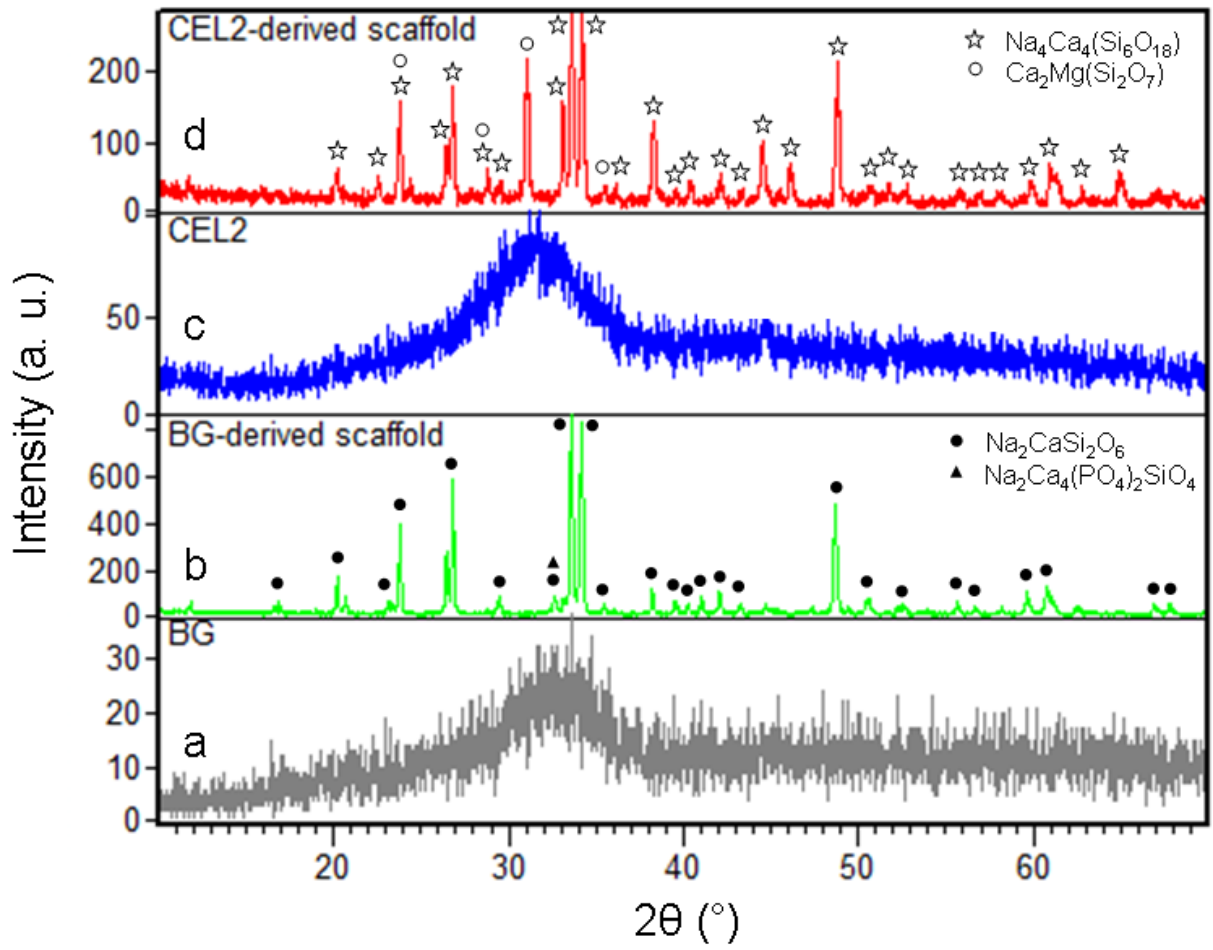 CEL2-derived scaffold
☆ Na₄Ca₄(Si₆O₁₈)
○ Ca₂Mg(Si₂O₇)
200
100
0
d
CEL2
50
0
c
BG-derived scaffold
● Na₂CaSi₂O₆
▲ Na₂Ca₄(PO₄)₂SiO₄
600
400
200
0
b
BG
30
20
10
0
a
Intensity (a. u.)
20 30 40 50 60
2θ (°)